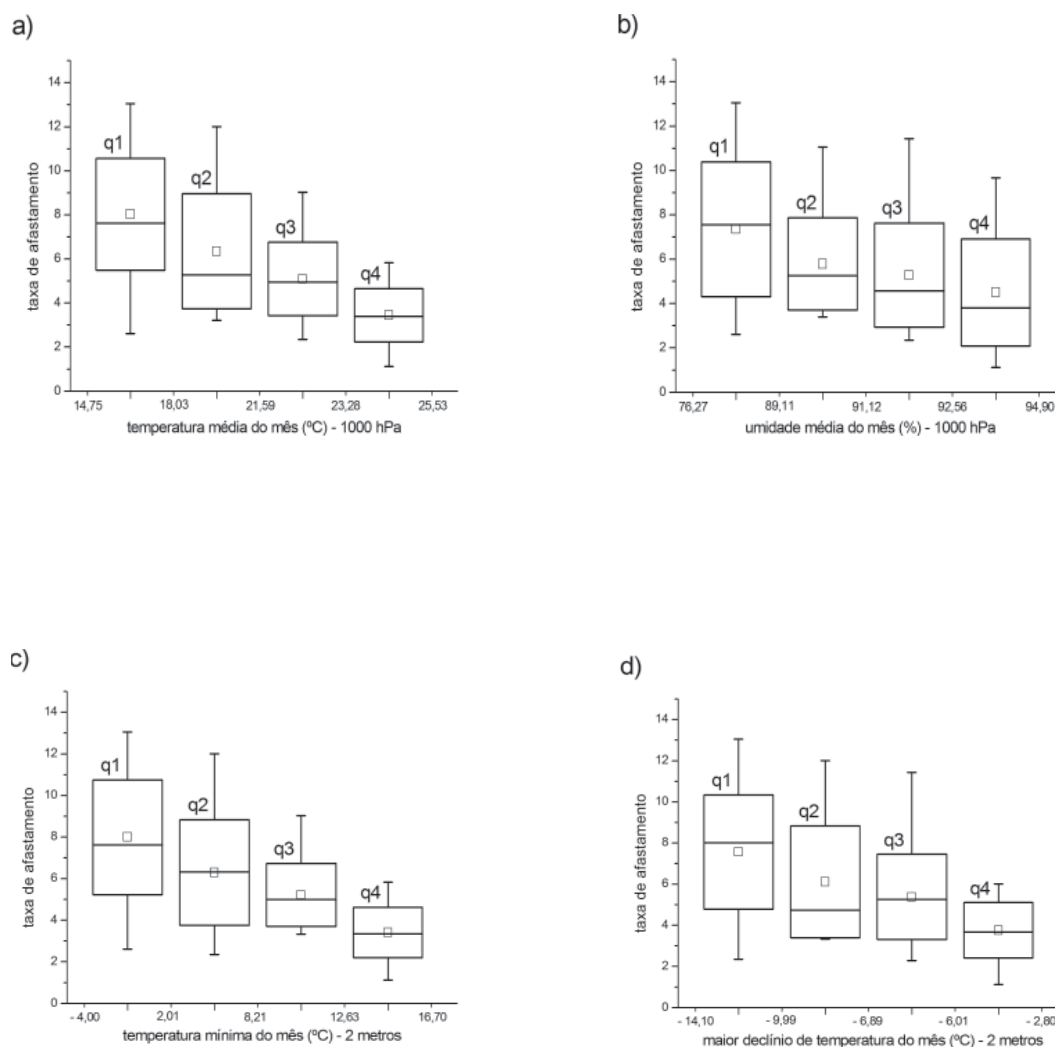 a)
taxa de afastamento
14
12
10
8
6
4
2
0
q1
q2
q3
q4
14,75 18,03 21,59 23,28 25,53
temperatura média do mês (ºC) - 1000 hPa
b)
taxa de afastamento
14
12
10
8
6
4
2
0
q1
q2
q3
q4
76,27 89,11 91,12 92,56 94,90
umidade média do mês (%) - 1000 hPa
c)
taxa de afastamento
14
12
10
8
6
4
2
0
q1
q2
q3
q4
- 4,00 2,01 8,21 12,63 16,70
temperatura mínima do mês (ºC) - 2 metros
d)
taxa de afastamento
14
12
10
8
6
4
2
0
q1
q2
q3
q4
- 14,10 - 9,99 - 6,89 - 6,01 - 2,80
maior declínio de temperatura do mês (ºC) - 2 metros